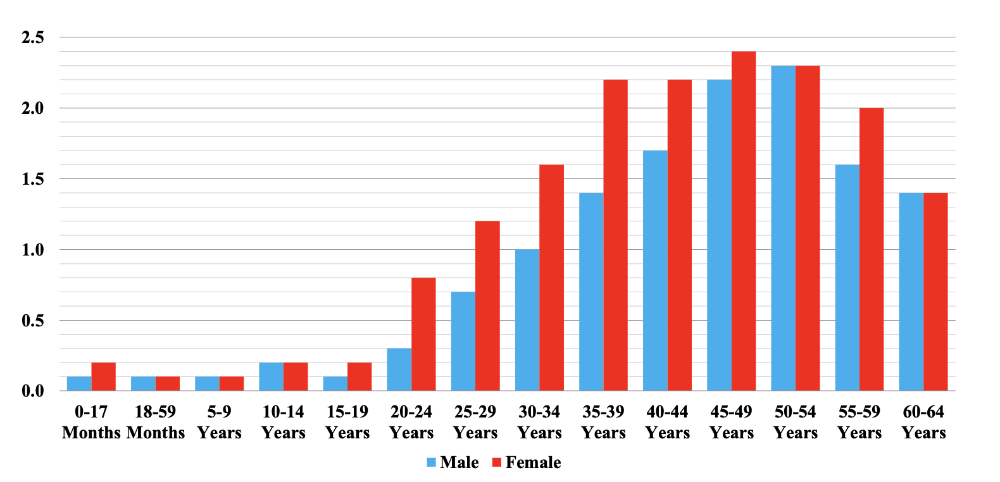 2.5
2.0
1.5
1.0
0.5
0.0
0-17 18-59 5-9 10-14 15-19 20-24 25-29 30-34 35-39 40-44 45-49 50-54 55-59 60-64
Months Months Years Years Years Years Years Years Years Years Years Years Years Years
Male Female